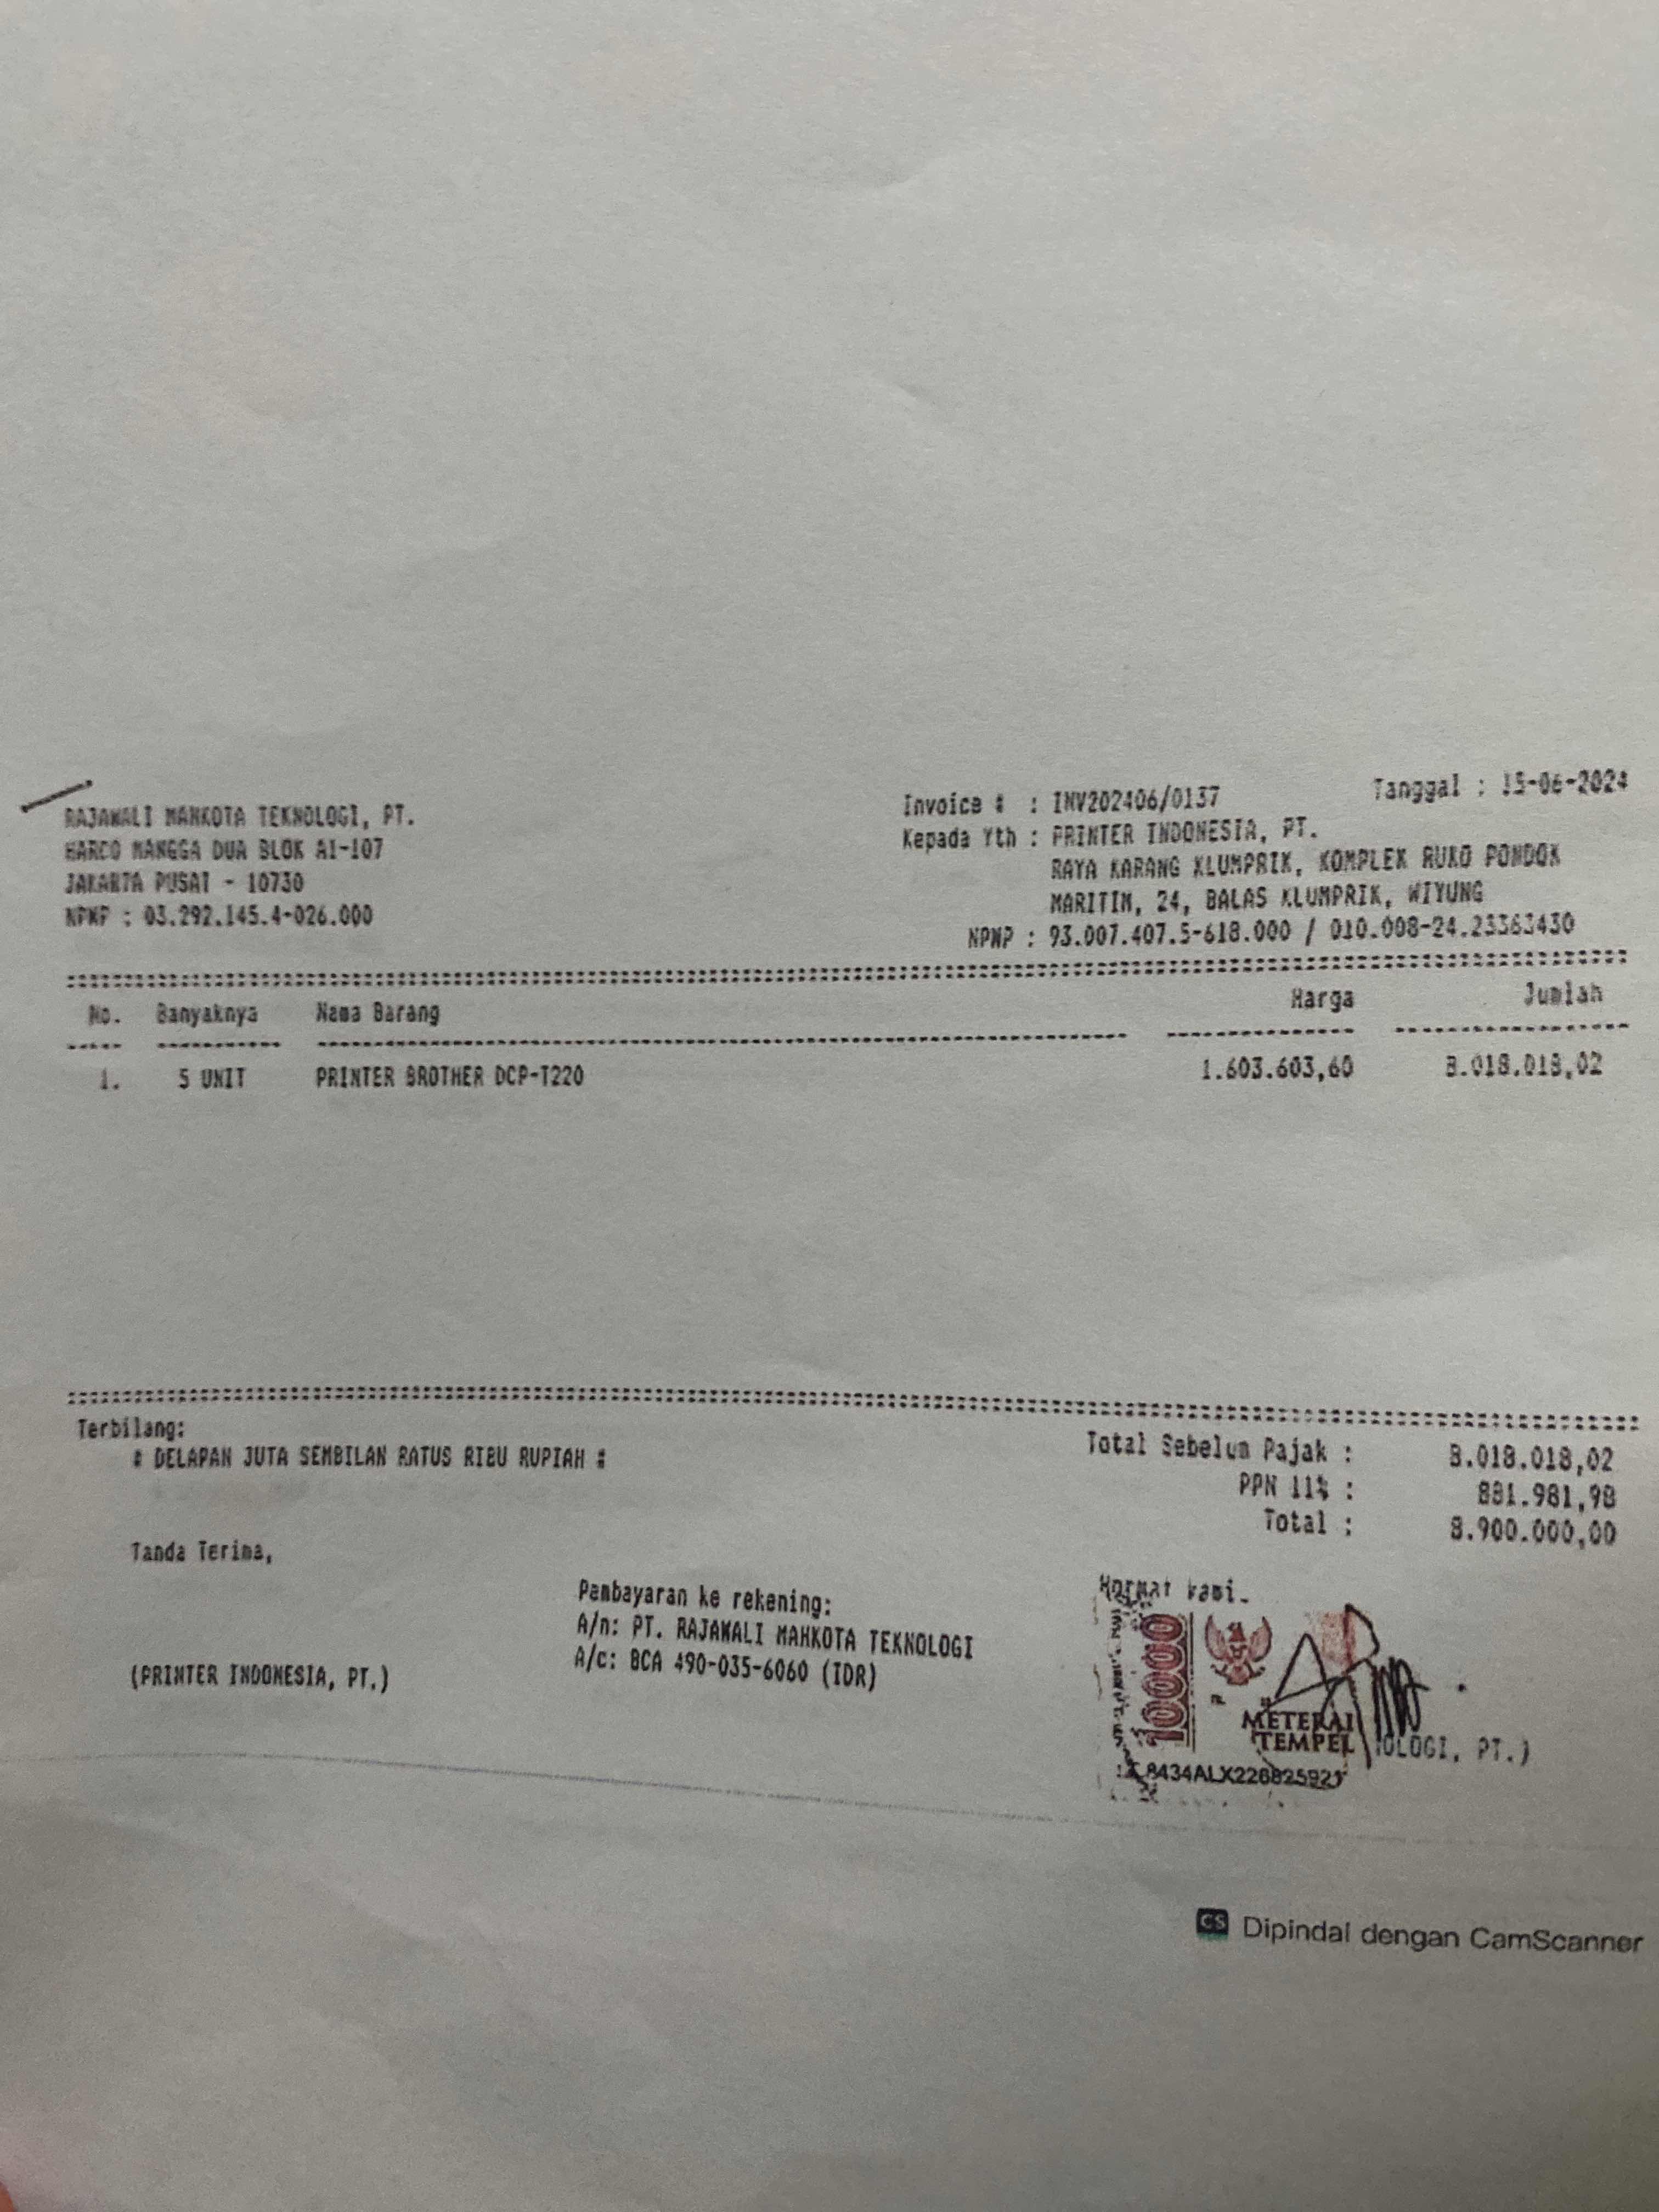 RAJAWALI MAHKOTA TEKNOLOGI, PT.
HARCO MANGGA DUA BLOK A1-107
JAKARTA PUSAT - 10730
NPWP : 03.292.145.4-026.000
Invoice # : INV202406/0137 Tanggal : 15-06-2024
Kepada Yth : PRINTER INDONESIA, PT.
RAYA KARANG KLUMPRIK, KOMPLEK RUKO PONDOK
MARITIM, 24, BALAS KLUMPRIK, WIYUNG
NPWP : 93.007.407.5-618.000 / 010.008-24.23363430
No. Banyaknya Nama Barang Harga Jumlah
1. 5 UNIT PRINTER BROTHER DCP-T220 1.603.603,60 8.018.018,02
Terbilang:
# DELAPAN JUTA SEMBILAN RATUS RIBU RUPIAH #
Total Sebelum Pajak : 8.018.018,02
PPN 11% : 881.981,98
Total : 8.900.000,00
Tanda Terima,
(PRINTER INDONESIA, PT.)
Pembayaran ke rekening:
A/n: PT. RAJAWALI MAHKOTA TEKNOLOGI
A/c: BCA 490-035-6060 (IDR)
Hormat kami.
10000
METERAI
TEMPEL
OLOGI, PT.)
CS Dipindai dengan CamScanner